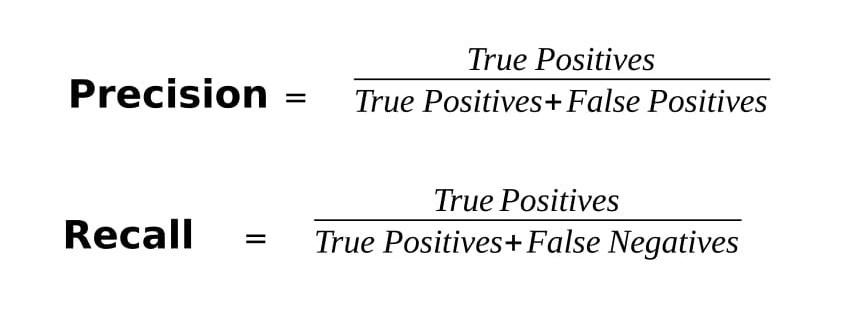 Precision = True Positives
True Positives+False Positives
Recall = True Positives
True Positives+False Negatives